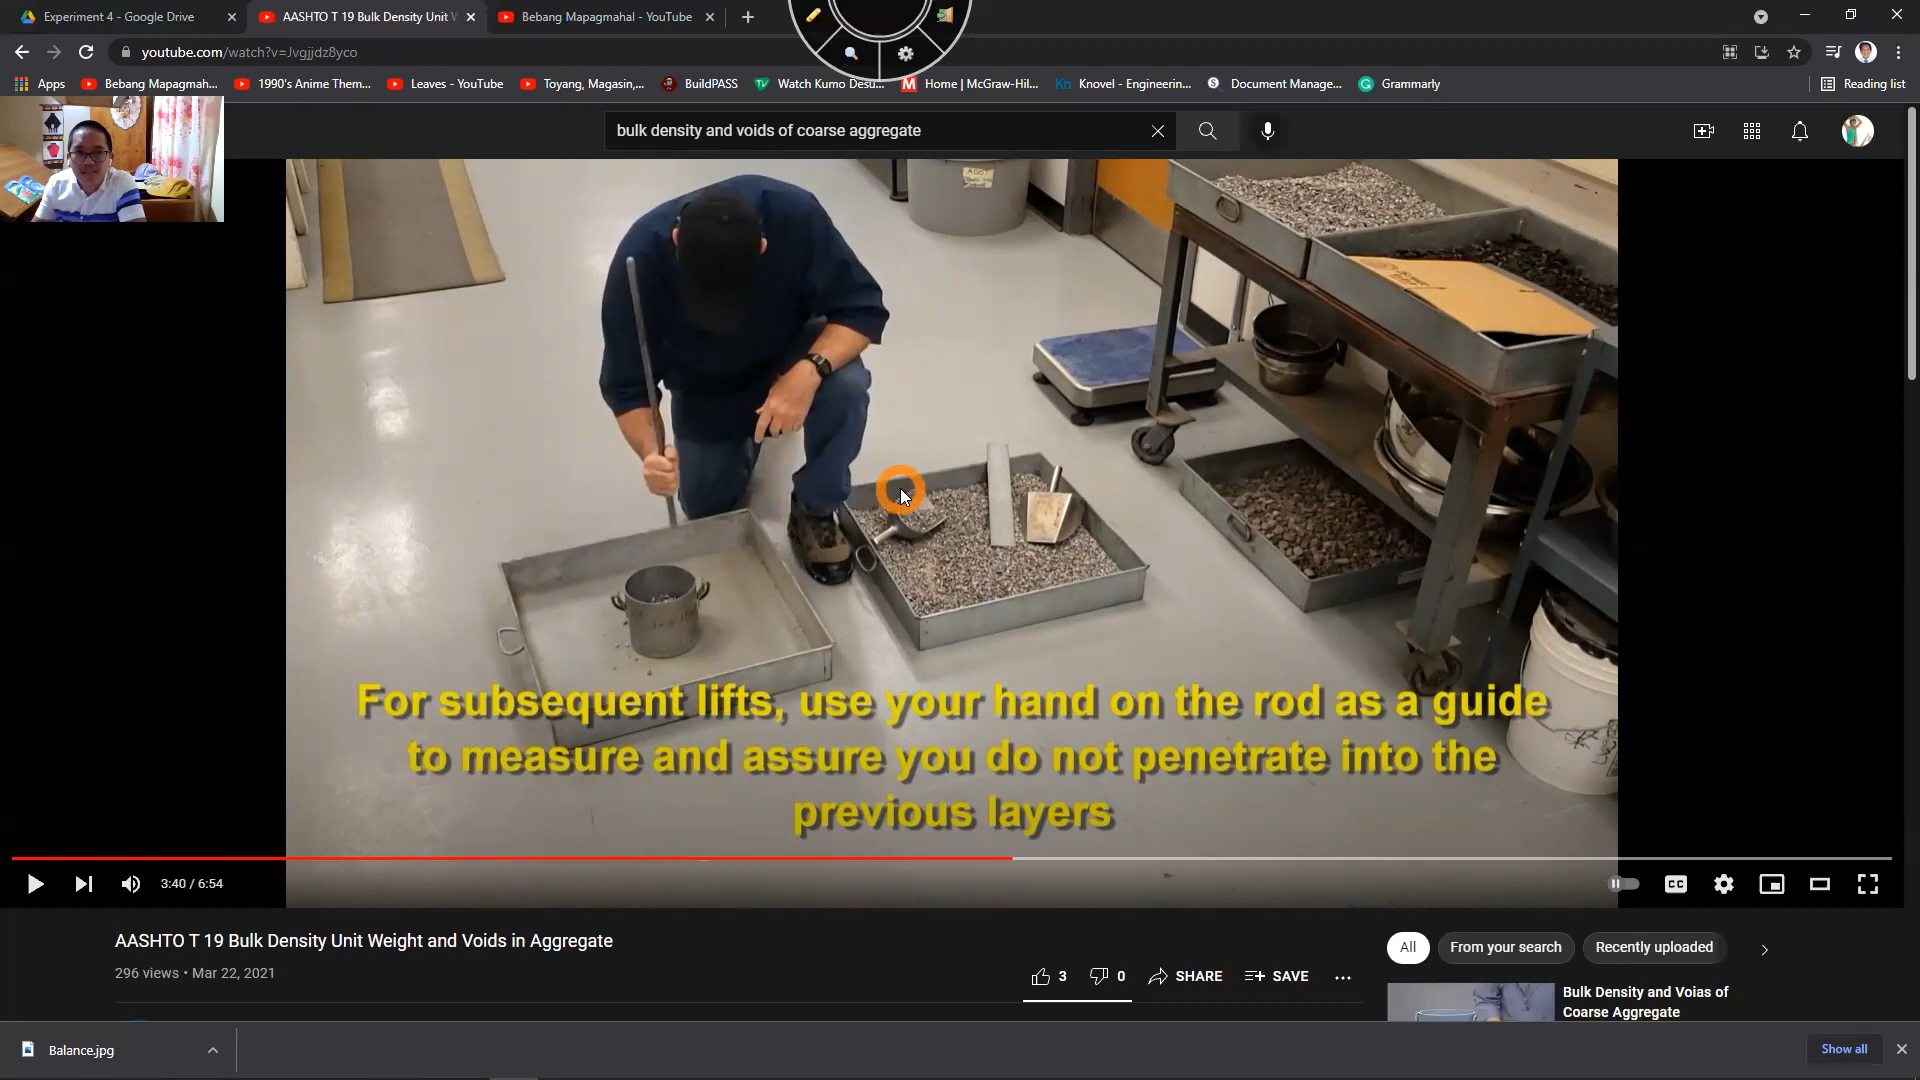 Experiment 4 - Google Drive
AASHTO T 19 Bulk Density Unit W
Bebang Mapagmahal - YouTube
youtube.com/watch?v=Jvgjjdz8yco
Apps
Bebang Mapagmah...
1990's Anime Them...
Leaves - YouTube
Toyang, Magasin,...
BuildPASS
Watch Kumo Desu...
Home | McGraw-Hil...
Knovel - Engineerin...
Document Manage...
Grammarly
Reading list
bulk density and voids of coarse aggregate
For subsequent lifts, use your hand on the rod as a guide
to measure and assure you do not penetrate into the
previous layers
3:40 / 6:54
CC
AASHTO T 19 Bulk Density Unit Weight and Voids in Aggregate
296 views • Mar 22, 2021
3
0
SHARE
SAVE
All
From your search
Recently uploaded
Bulk Density and Voias of
Coarse Aggregate
Balance.jpg
Show all